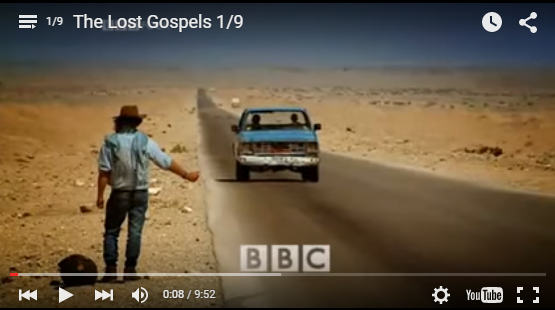 1/9 The Lost Gospels 1/9
BBC
0:08 / 9:52
YouTube